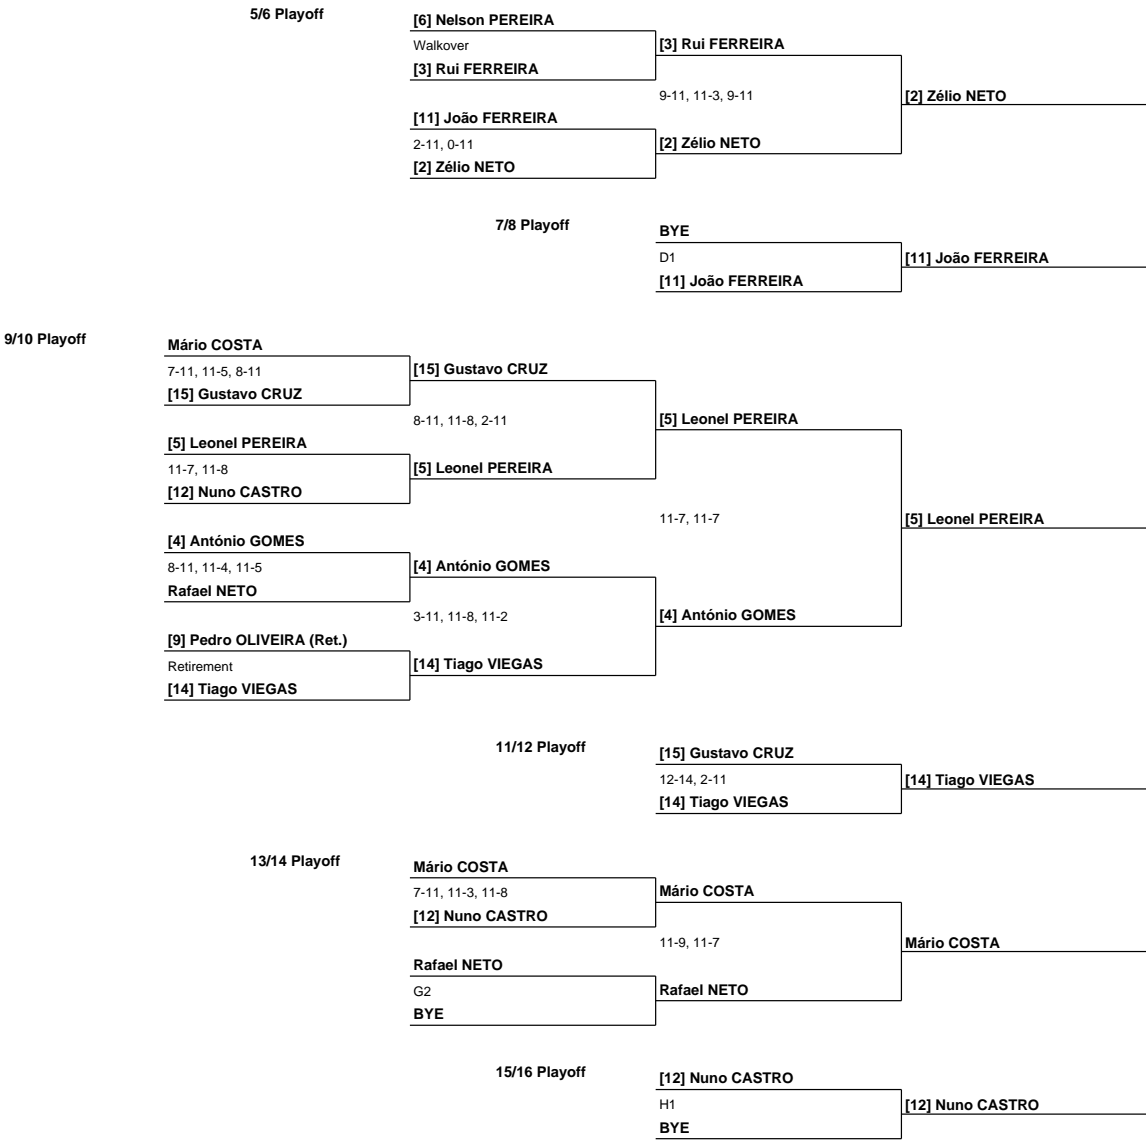 5/6 Playoff
[6] Nelson PEREIRA
Walkover
[3] Rui FERREIRA
[3] Rui FERREIRA
9-11, 11-3, 9-11
[2] Zélio NETO
[11] João FERREIRA
2-11, 0-11
[2] Zélio NETO
[2] Zélio NETO
7/8 Playoff
BYE
D1
[11] João FERREIRA
[11] João FERREIRA
9/10 Playoff
Mário COSTA
7-11, 11-5, 8-11
[15] Gustavo CRUZ
[15] Gustavo CRUZ
8-11, 11-8, 2-11
[5] Leonel PEREIRA
[5] Leonel PEREIRA
11-7, 11-8
[5] Leonel PEREIRA
[12] Nuno CASTRO
11-7, 11-7
[5] Leonel PEREIRA
[4] António GOMES
8-11, 11-4, 11-5
[4] António GOMES
Rafael NETO
3-11, 11-8, 11-2
[4] António GOMES
[9] Pedro OLIVEIRA (Ret.)
Retirement
[14] Tiago VIEGAS
[14] Tiago VIEGAS
11/12 Playoff
[15] Gustavo CRUZ
12-14, 2-11
[14] Tiago VIEGAS
[14] Tiago VIEGAS
13/14 Playoff
Mário COSTA
7-11, 11-3, 11-8
Mário COSTA
[12] Nuno CASTRO
11-9, 11-7
Mário COSTA
Rafael NETO
G2
Rafael NETO
BYE
15/16 Playoff
[12] Nuno CASTRO
H1
[12] Nuno CASTRO
BYE